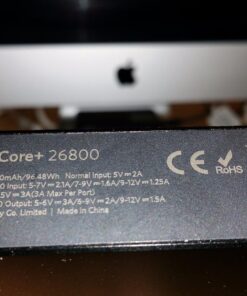 Core+ 26800
0mAh/96.48Wh Normal Input: 5V⎓2A
0 Input: 5-7V⎓2.1A/7-9V⎓1.6A/9-12V⎓1.25A
5V⎓3A(3A Max Per Port)
0 Output: 5-6V⎓3A/6-9V⎓2A/9-12V⎓1.5A
y Co. Limited | Made in China
CE RoHS